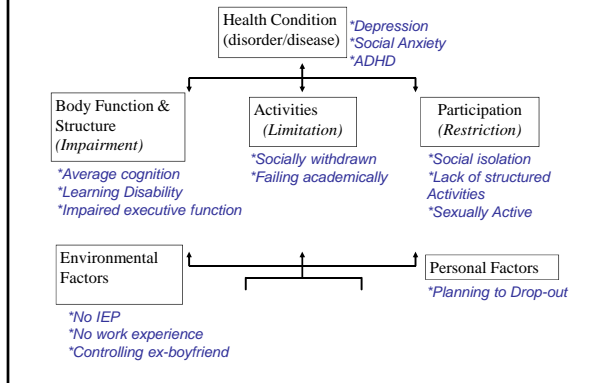 Health Condition
(disorder/disease)
*Depression
*Social Anxiety
*ADHD
Body Function &
Structure
(Impairment)
*Average cognition
*Learning Disability
*Impaired executive function
Activities
(Limitation)
*Socially withdrawn
*Failing academically
Participation
(Restriction)
*Social isolation
*Lack of structured
Activities
*Sexually Active
Environmental
Factors
*No IEP
*No work experience
*Controlling ex-boyfriend
Personal Factors
*Planning to Drop-out